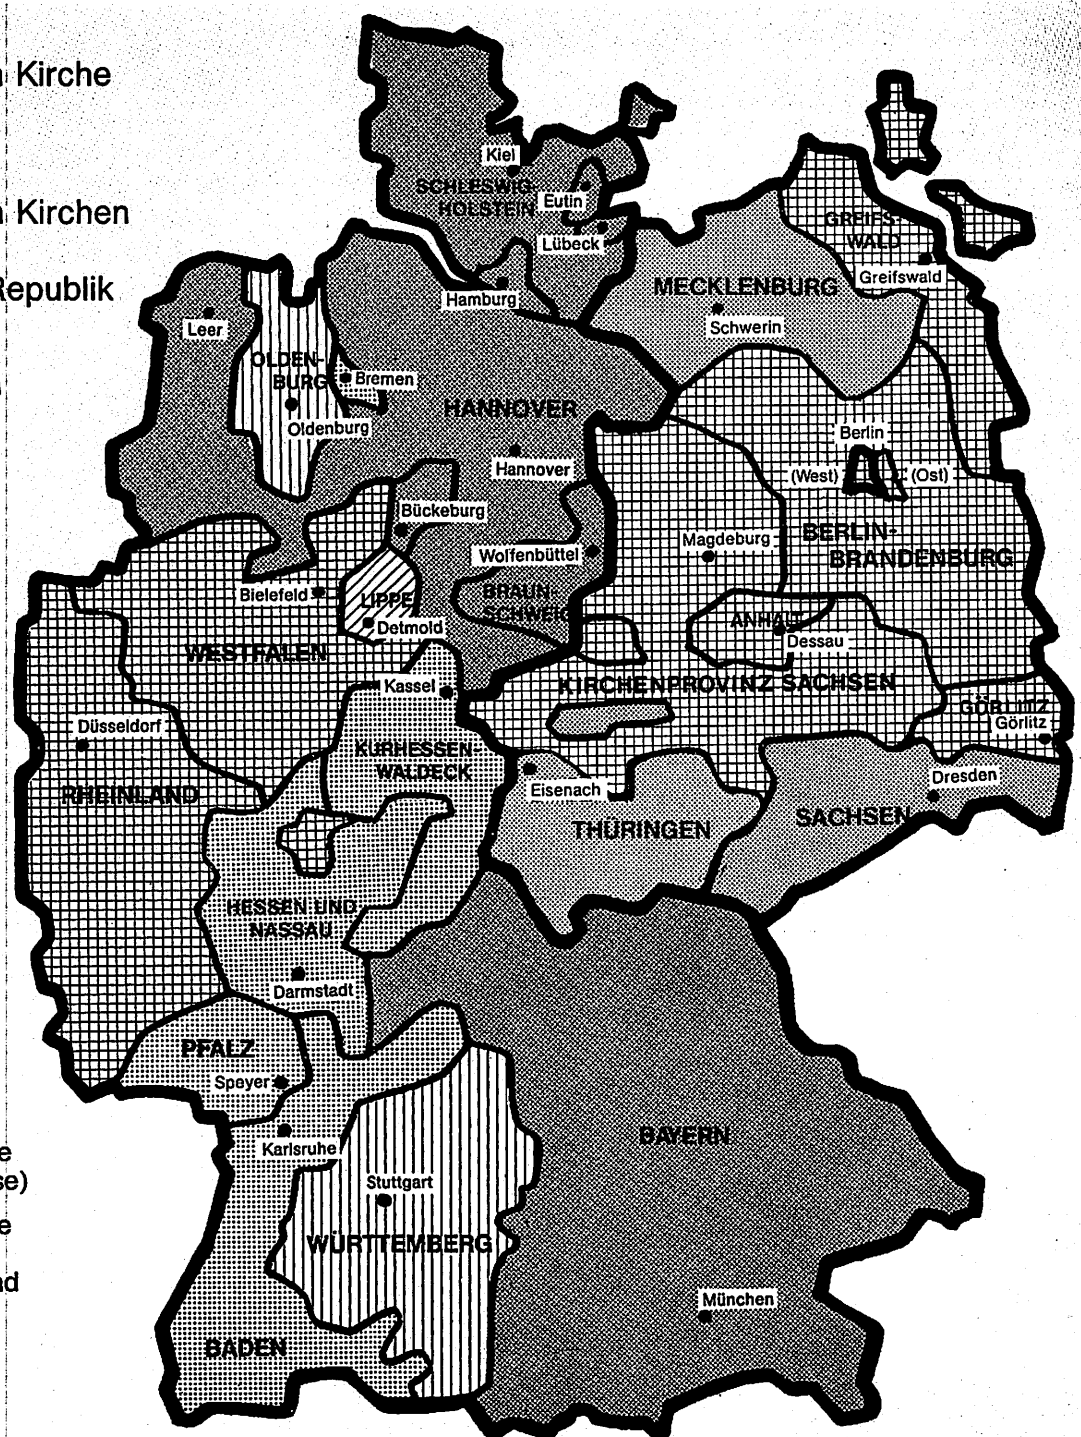 Kirche
Kirchen
Republik
se)
Kiel
SCHLESWIG-
HOLSTEIN
Eutin
Lübeck
Hamburg
GREIFS-
WALD
Greifswald
MECKLENBURG
Schwerin
Leer
OLDEN-
BURG
Bremen
Oldenburg
HANNOVER
Hannover
Berlin
(West)
(Ost)
Bückeburg
Wolfenbüttel
Magdeburg
BERLIN-
BRANDENBURG
Bielefeld
LIPPE
BRAUN-
SCHWEIG
Detmold
ANHALT
Dessau
WESTFALEN
Kassel
KIRCHENPROVINZ SACHSEN
GÖRLITZ
Görlitz
Düsseldorf
KURHESSEN-
WALDECK
Eisenach
Dresden
RHEINLAND
THÜRINGEN
SACHSEN
HESSEN UND
NASSAU
Darmstadt
PFALZ
Speyer
Karlsruhe
BAYERN
Stuttgart
WÜRTTEMBERG
München
BADEN